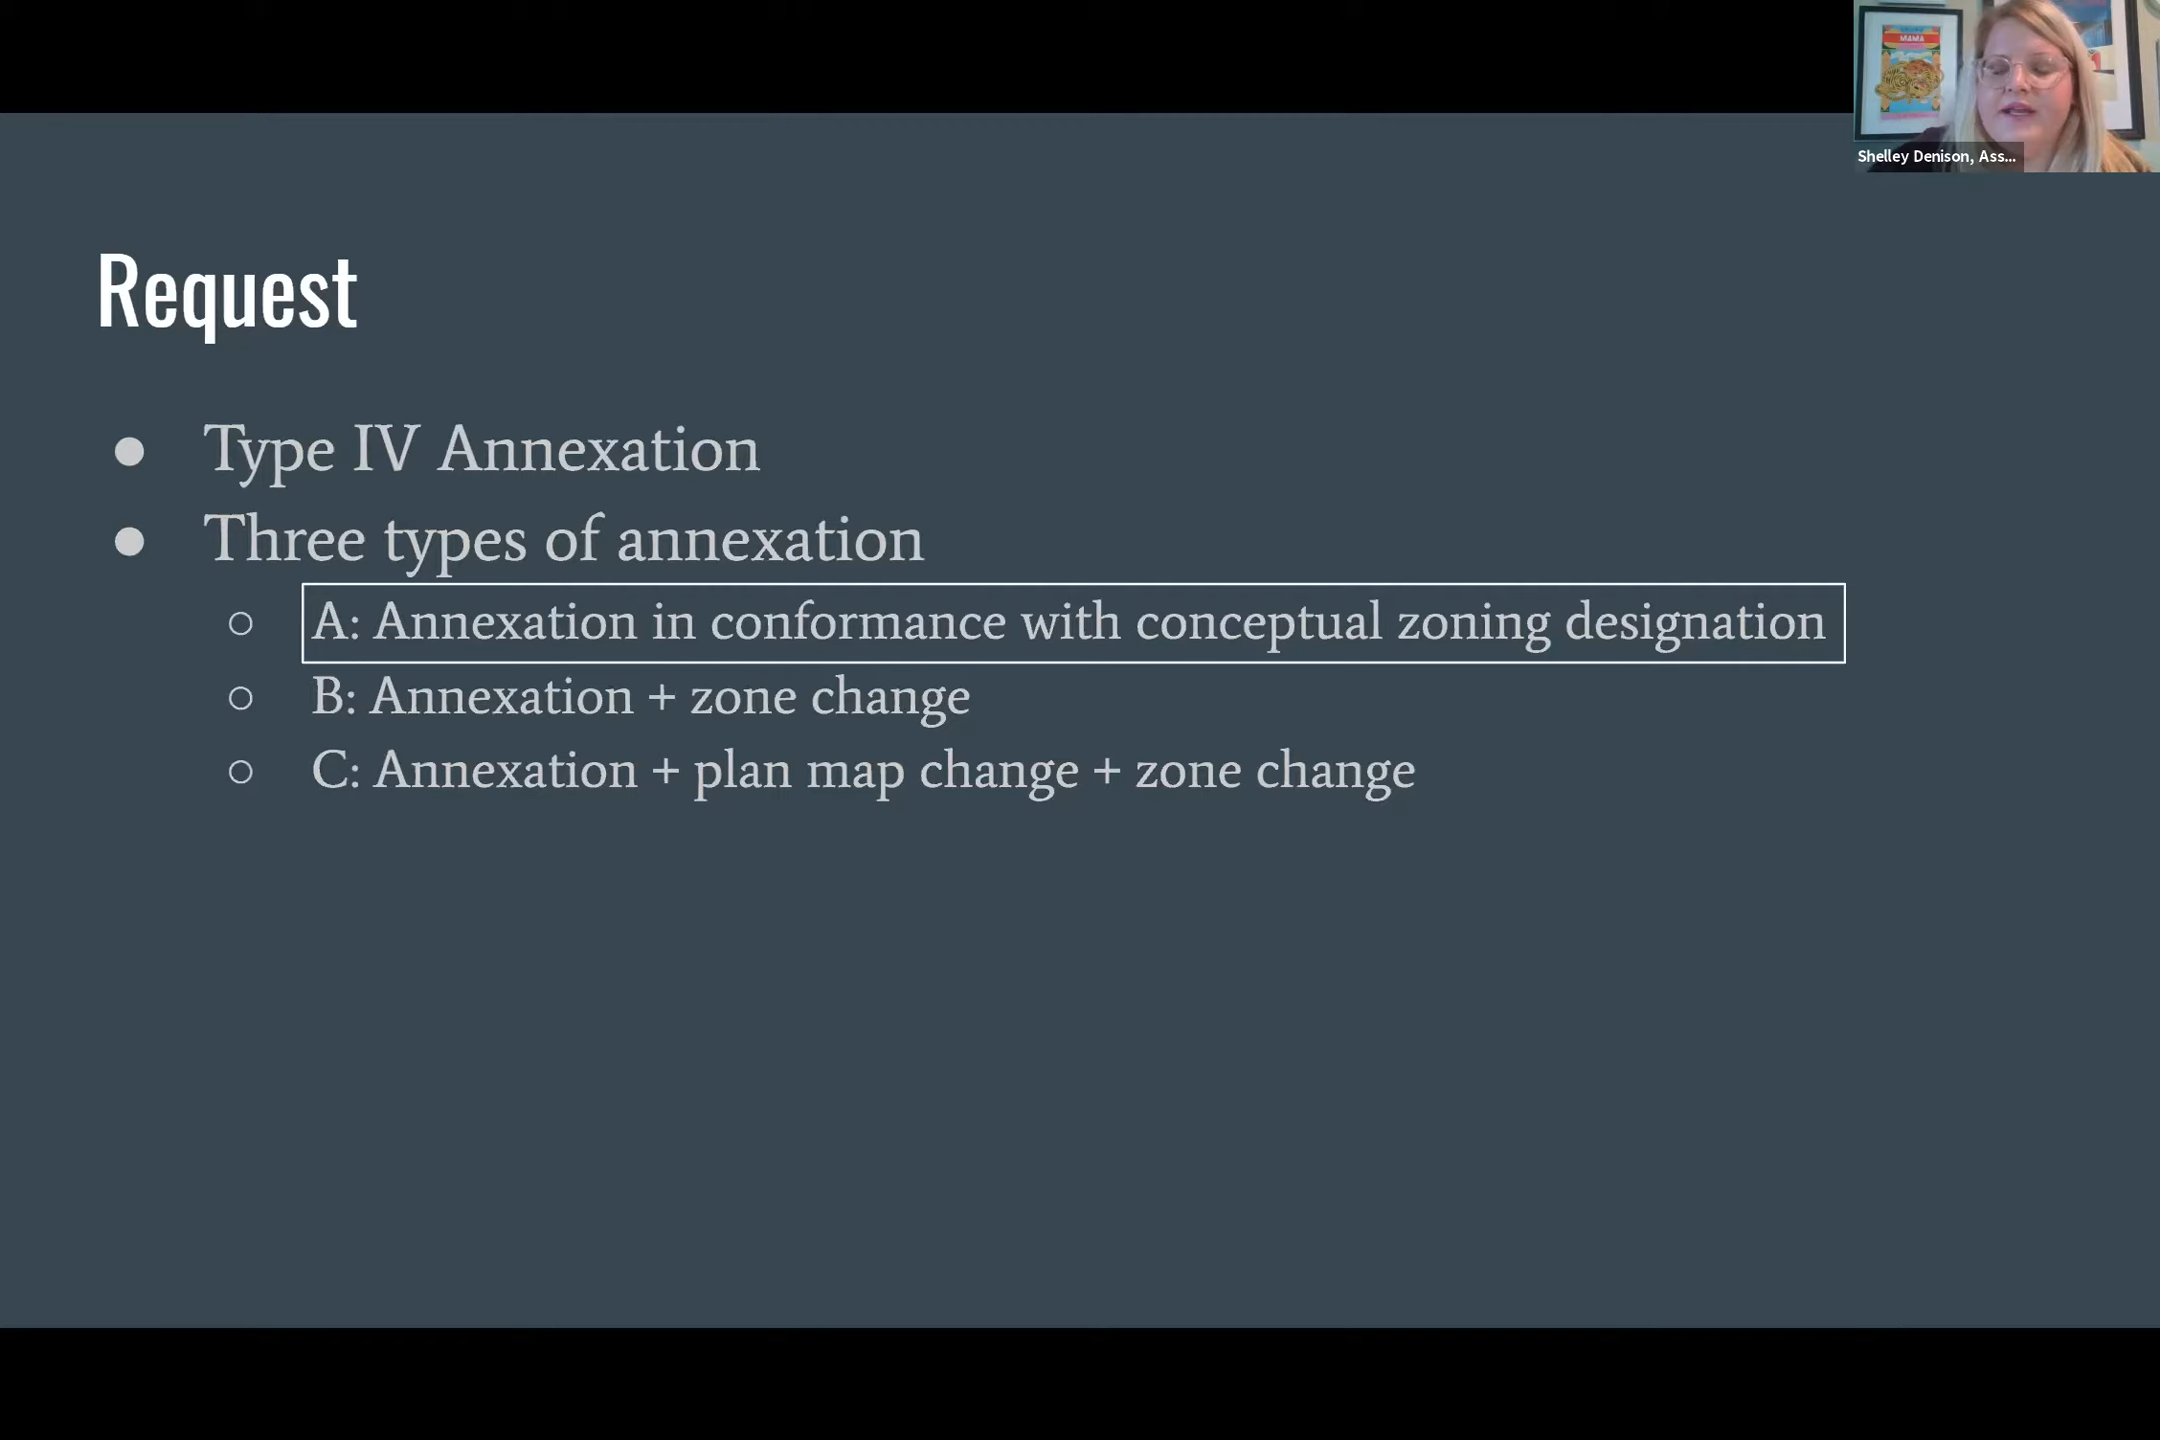 MAMA
Shelley Denison, Ass...
Request
● Type IV Annexation
● Three types of annexation
○ A: Annexation in conformance with conceptual zoning designation
○ B: Annexation + zone change
○ C: Annexation + plan map change + zone change